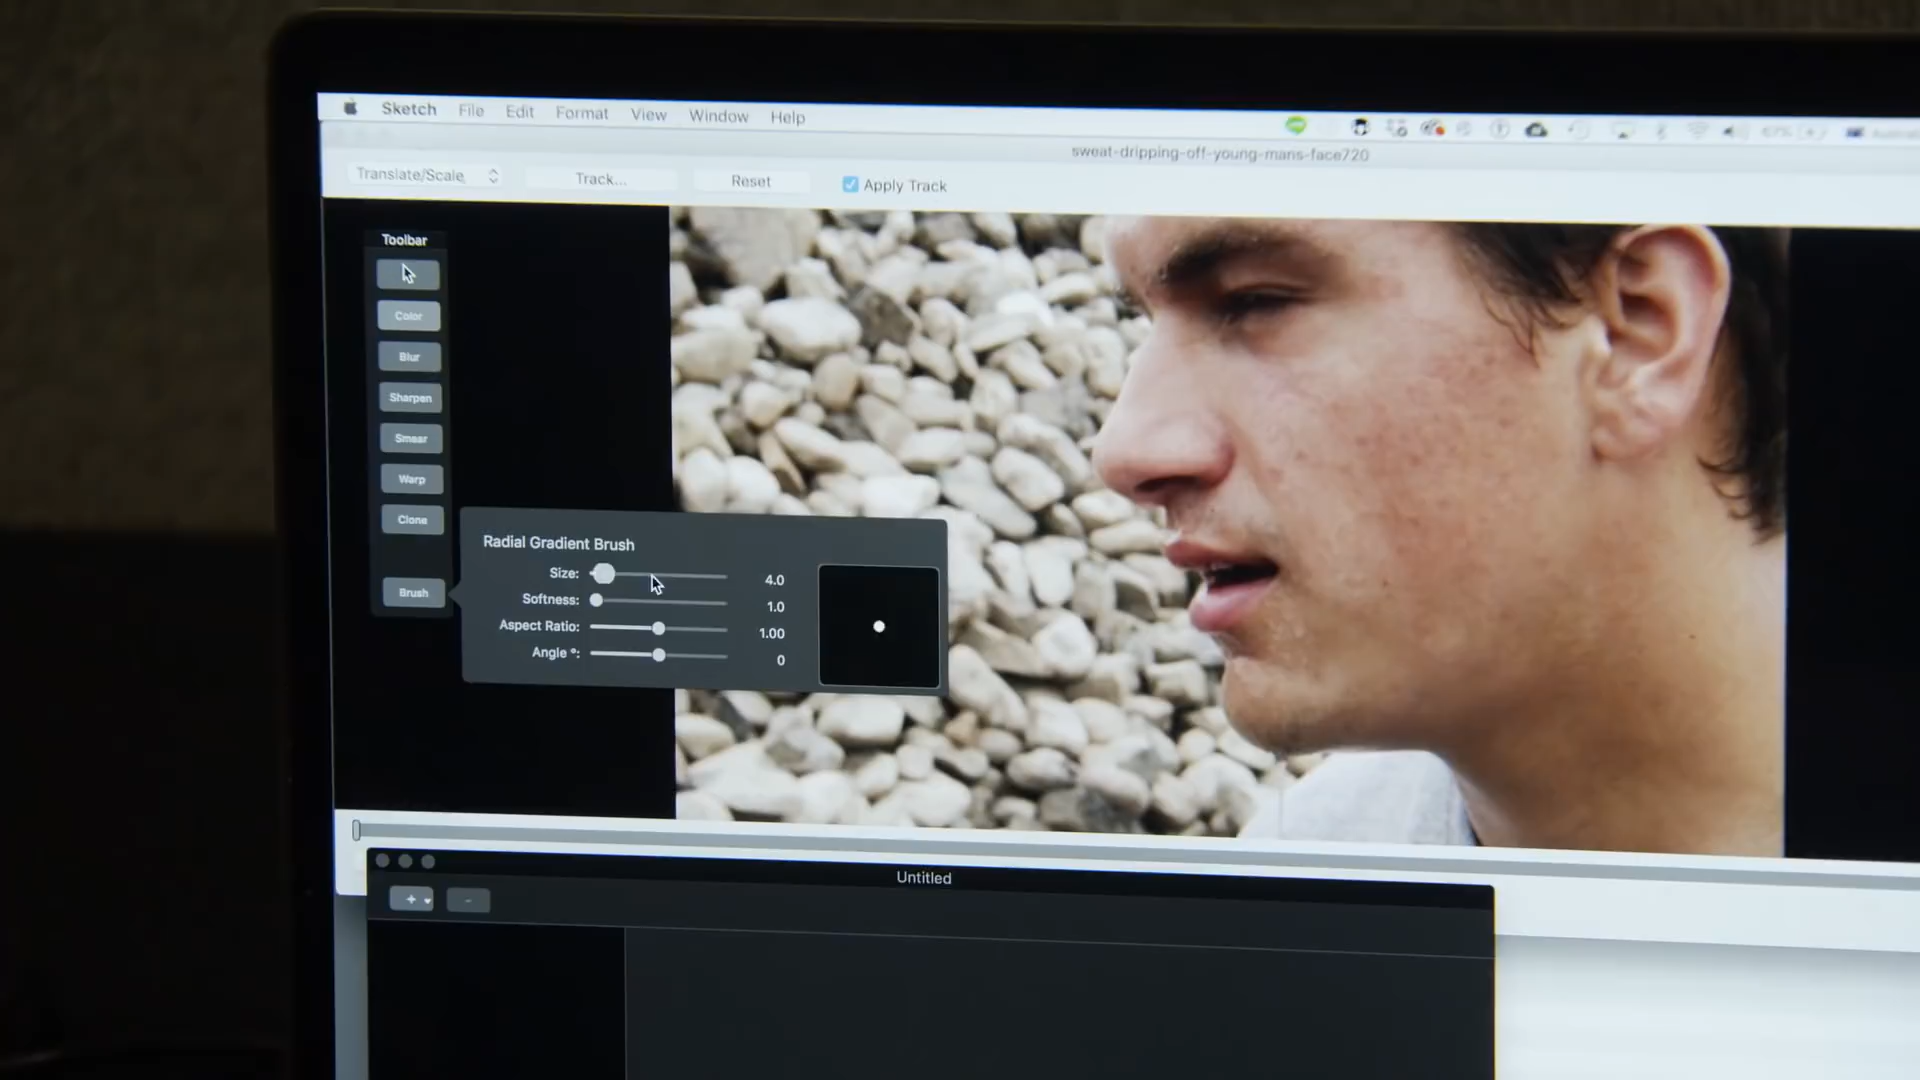 Sketch File Edit Format View Window Help
sweat-dripping-off-young-mans-face720
Translate/Scale Track... Reset Apply Track
Toolbar
Color
Blur
Sharpen
Smear
Warp
Clone
Brush
Radial Gradient Brush
Size: 4.0
Softness: 1.0
Aspect Ratio: 1.00
Angle °: 0
Untitled
+ -